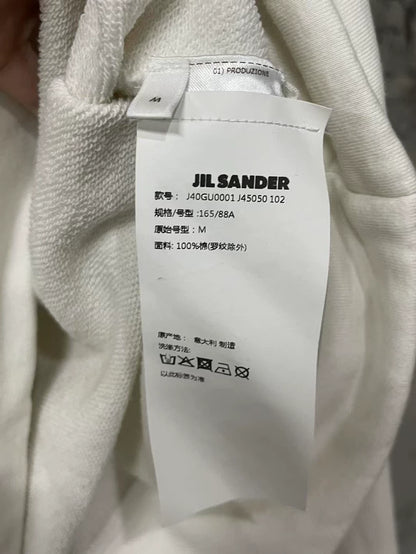 01) PRODUZIONE
M
JIL SANDER
款号： J40GU0001 J45050 102
规格/号型:165/88A
原始号型：M
面料: 100%棉(罗纹除外)
原产地： 意大利 制造
洗涤方法:
以此标签为准